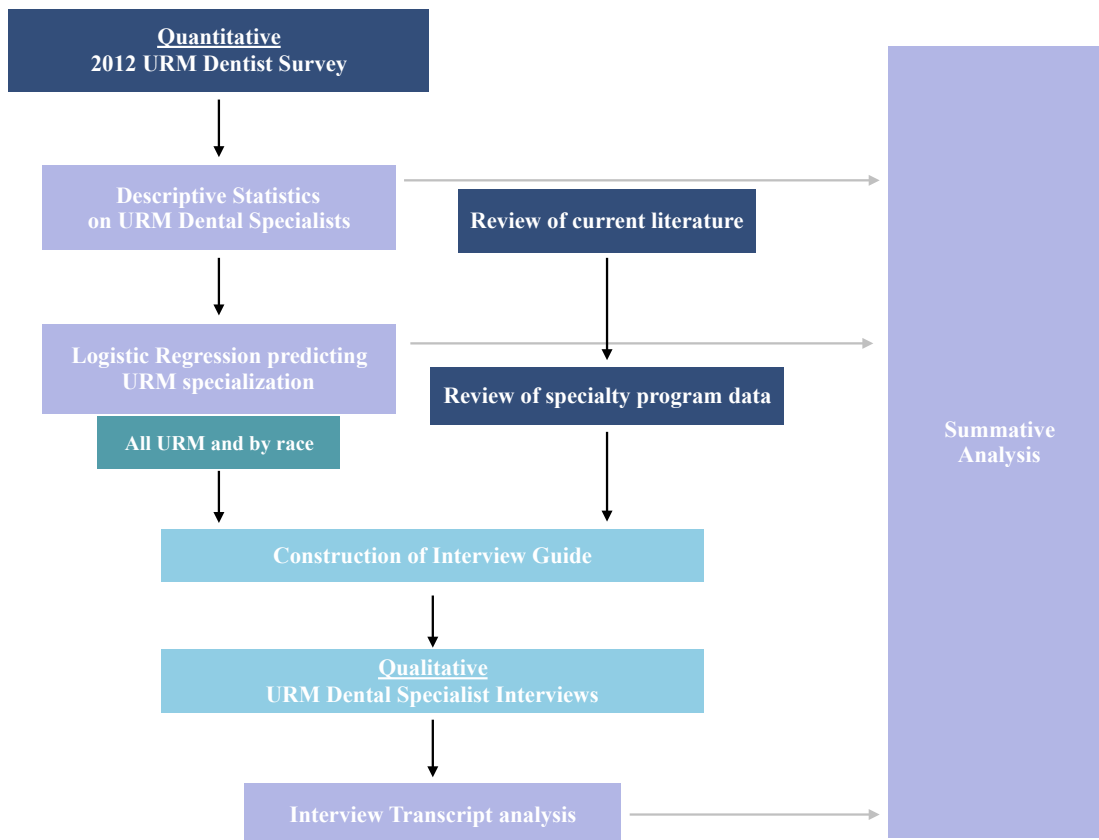 Quantitative
2012 URM Dentist Survey
Descriptive Statistics
on URM Dental Specialists
Review of current literature
Logistic Regression predicting
URM specialization
All URM and by race
Review of specialty program data
Summative
Analysis
Construction of Interview Guide
Qualitative
URM Dental Specialist Interviews
Interview Transcript analysis